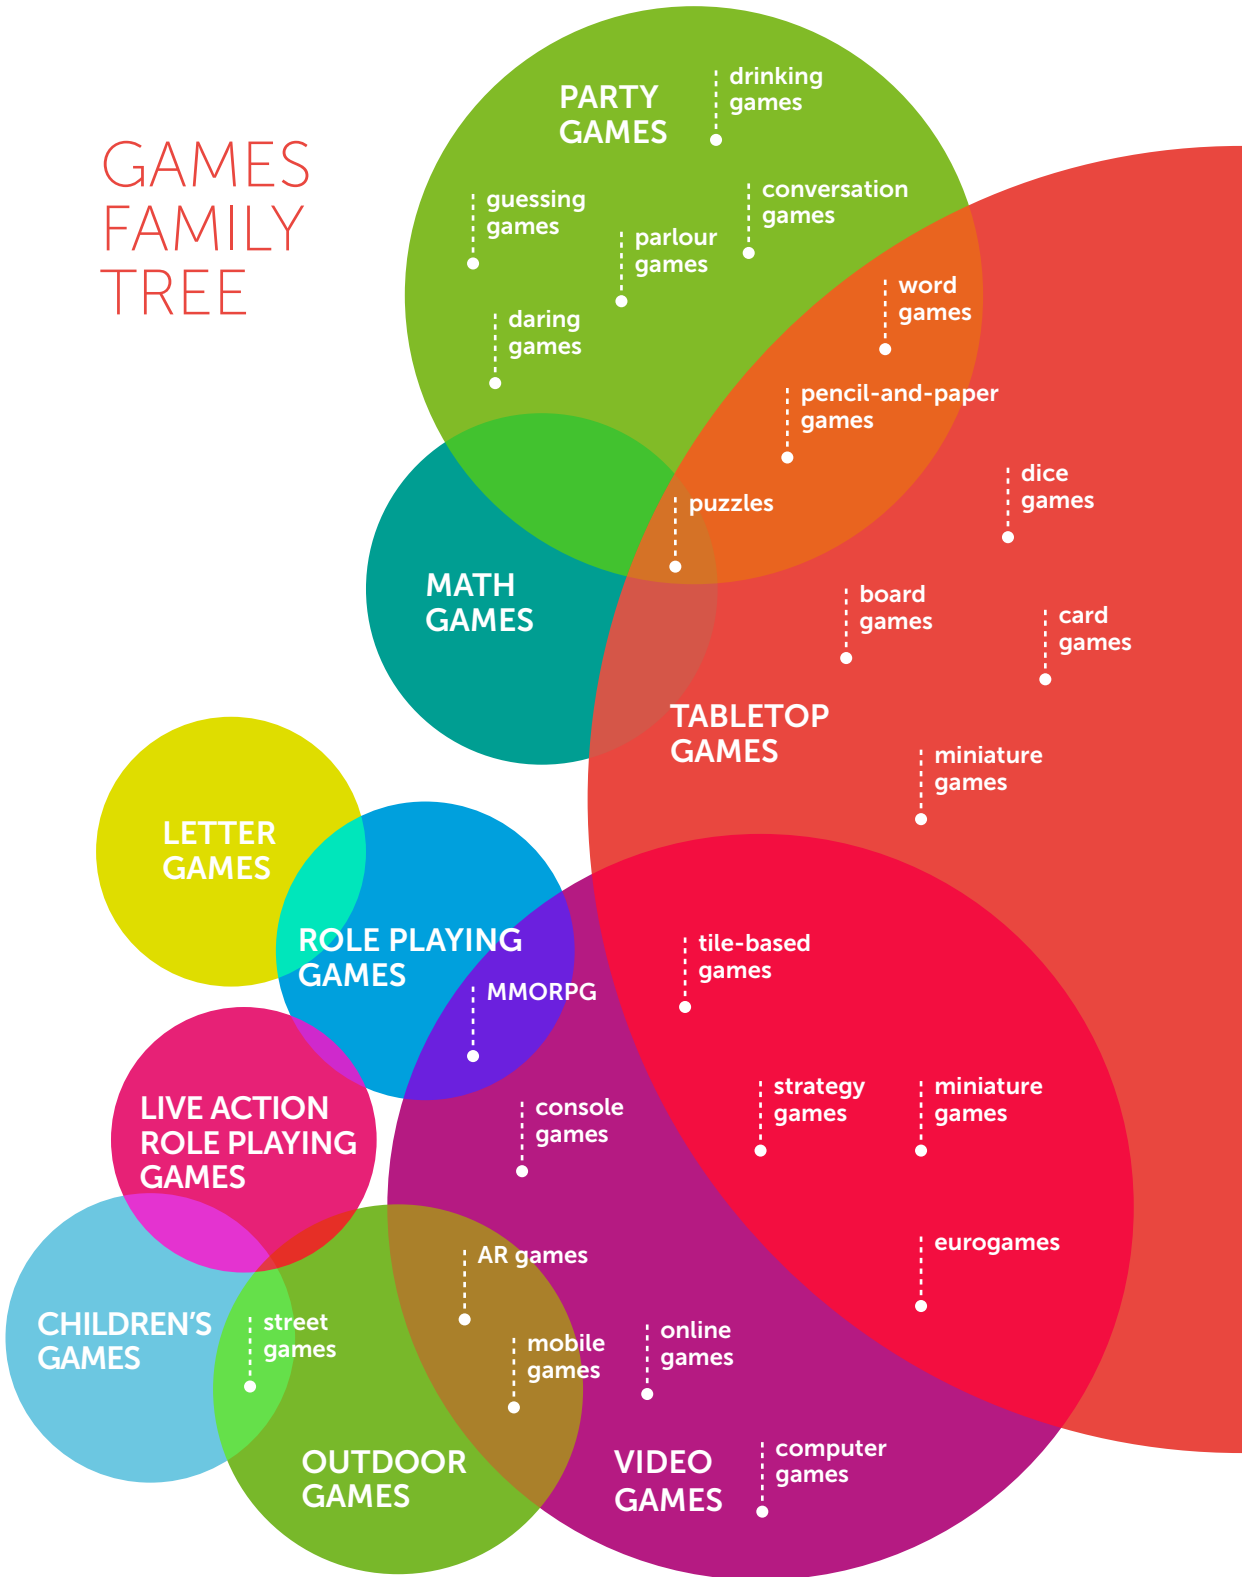 GAMES
FAMILY
TREE
PARTY
GAMES
drinking
games
guessing
games
conversation
games
parlour
games
daring
games
word
games
pencil-and-paper
games
puzzles
dice
games
MATH
GAMES
board
games
card
games
TABLETOP
GAMES
miniature
games
LETTER
GAMES
ROLE PLAYING
GAMES
MMORPG
tile-based
games
LIVE ACTION
ROLE PLAYING
GAMES
console
games
strategy
games
miniature
games
AR games
eurogames
CHILDREN'S
GAMES
street
games
mobile
games
online
games
OUTDOOR
GAMES
VIDEO
GAMES
computer
games